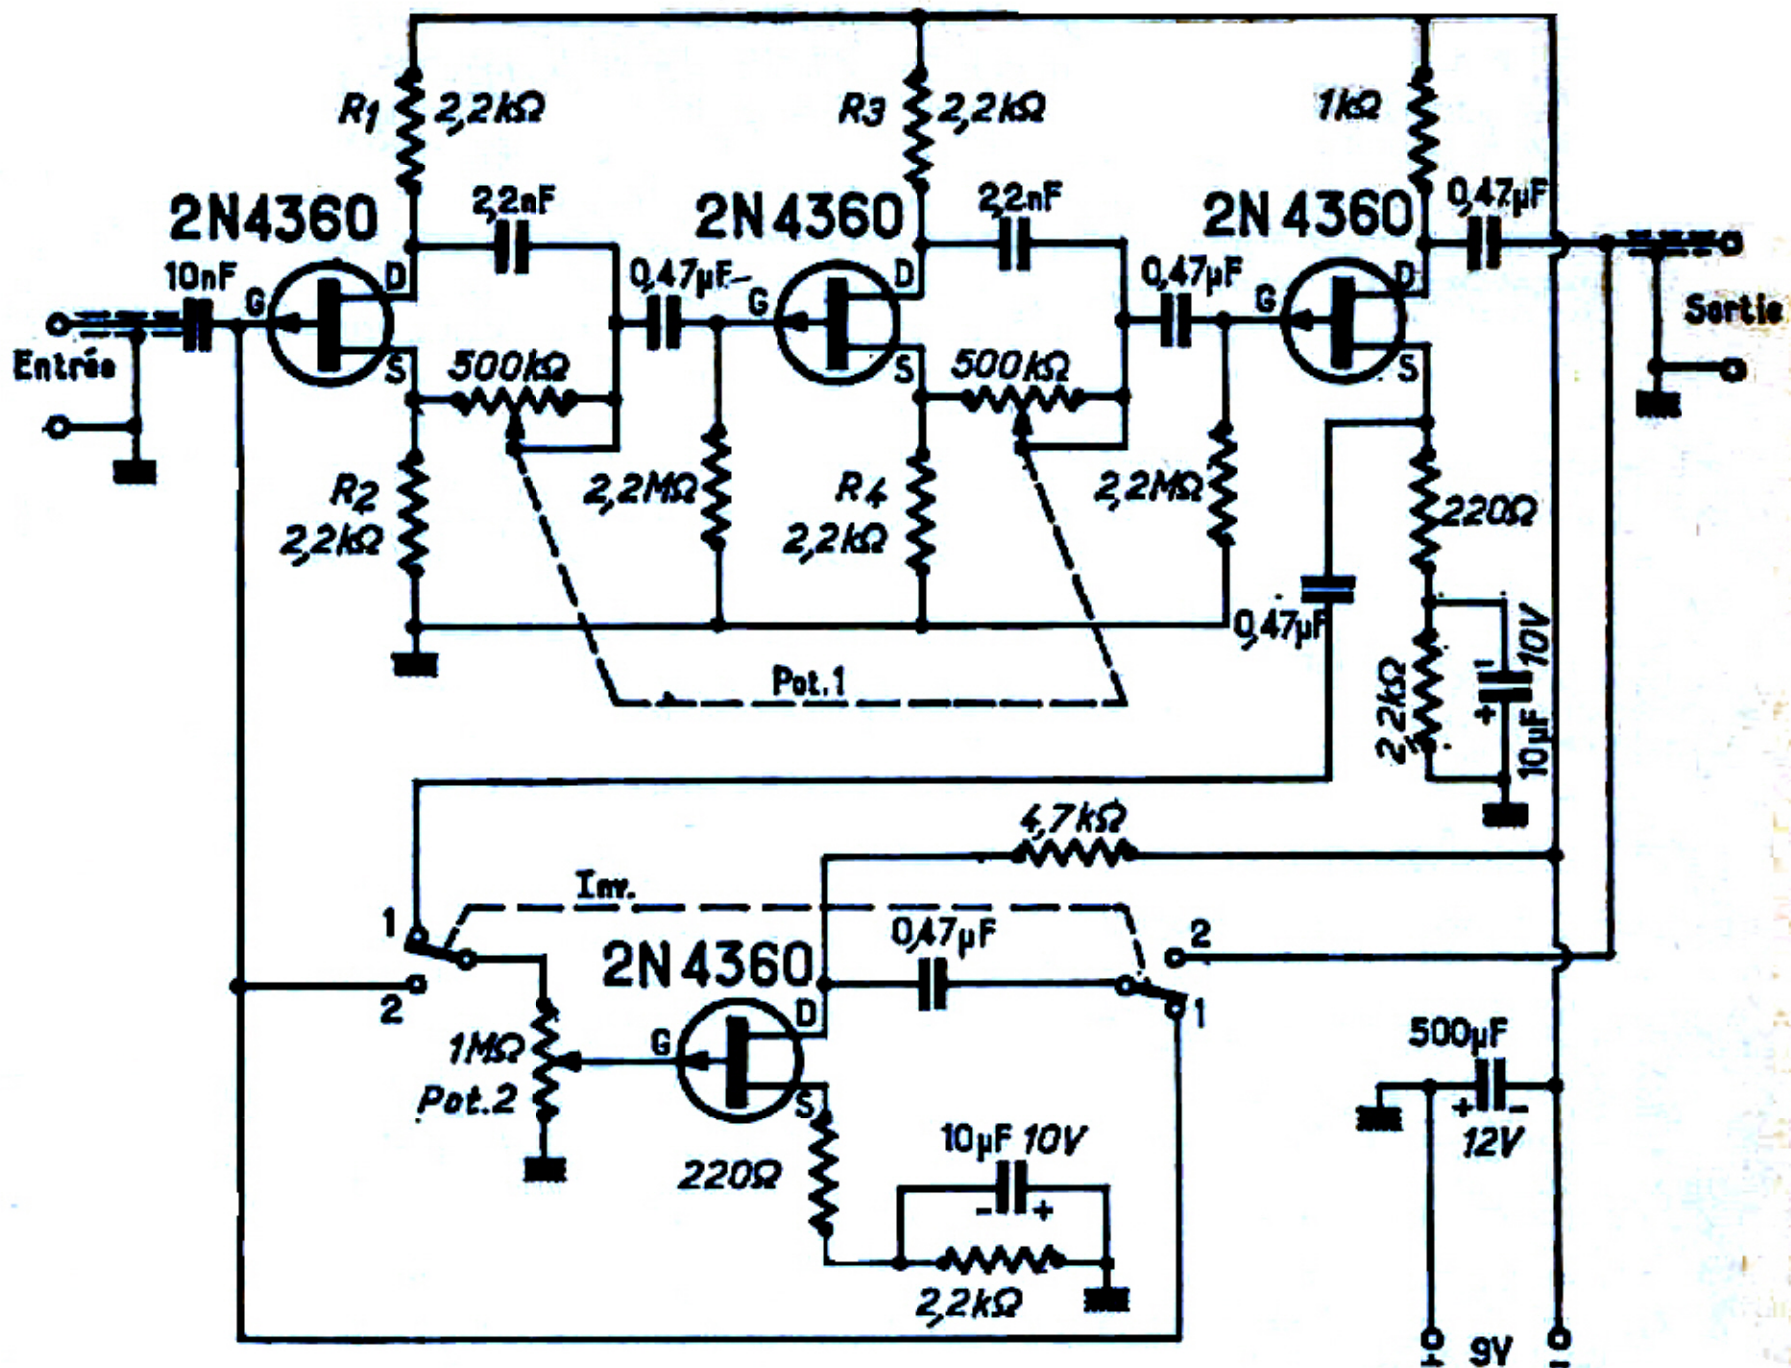 R1 2,2kΩ
R3 2,2kΩ
1kΩ
2N4360
2,2nF
2N4360
2,2nF
2N4360
0,47µF
10nF
G
D
S
0,47µF
G
D
S
0,47µF
G
D
S
Entrée
Sortie
500kΩ
500kΩ
R2
2,2kΩ
2,2MΩ
R4
2,2kΩ
2,2MΩ
220Ω
0,47µF
Pot.1
2,2kΩ
- +
10µF 10V
4,7kΩ
Inv.
1
2
2N4360
0,47µF
2
1
1MΩ
Pot.2
G
D
S
500µF
+ -
12V
220Ω
10µF 10V
- +
2,2kΩ
+ 9V -